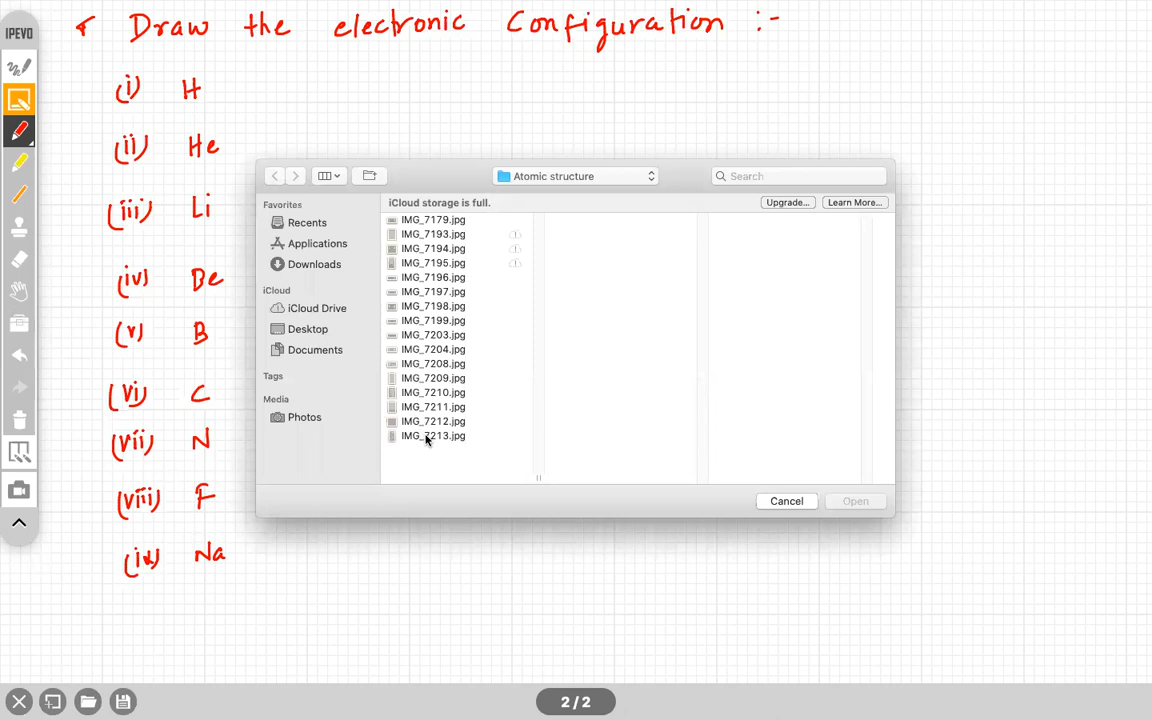 IPEVO
Draw the electronic Configuration :-
(i) H
(ii) He
(iii) Li
(iv) Be
(v) B
(vi) C
(vii) N
(viii) F
(ix) Na
Atomic structure
Search
Favorites
Recents
Applications
Downloads
iCloud
iCloud Drive
Desktop
Documents
Tags
Media
Photos
iCloud storage is full.
Upgrade...
Learn More...
IMG_7179.jpg
IMG_7193.jpg
IMG_7194.jpg
IMG_7195.jpg
IMG_7196.jpg
IMG_7197.jpg
IMG_7198.jpg
IMG_7199.jpg
IMG_7203.jpg
IMG_7204.jpg
IMG_7208.jpg
IMG_7209.jpg
IMG_7210.jpg
IMG_7211.jpg
IMG_7212.jpg
IMG_7213.jpg
Cancel
Open
2 / 2